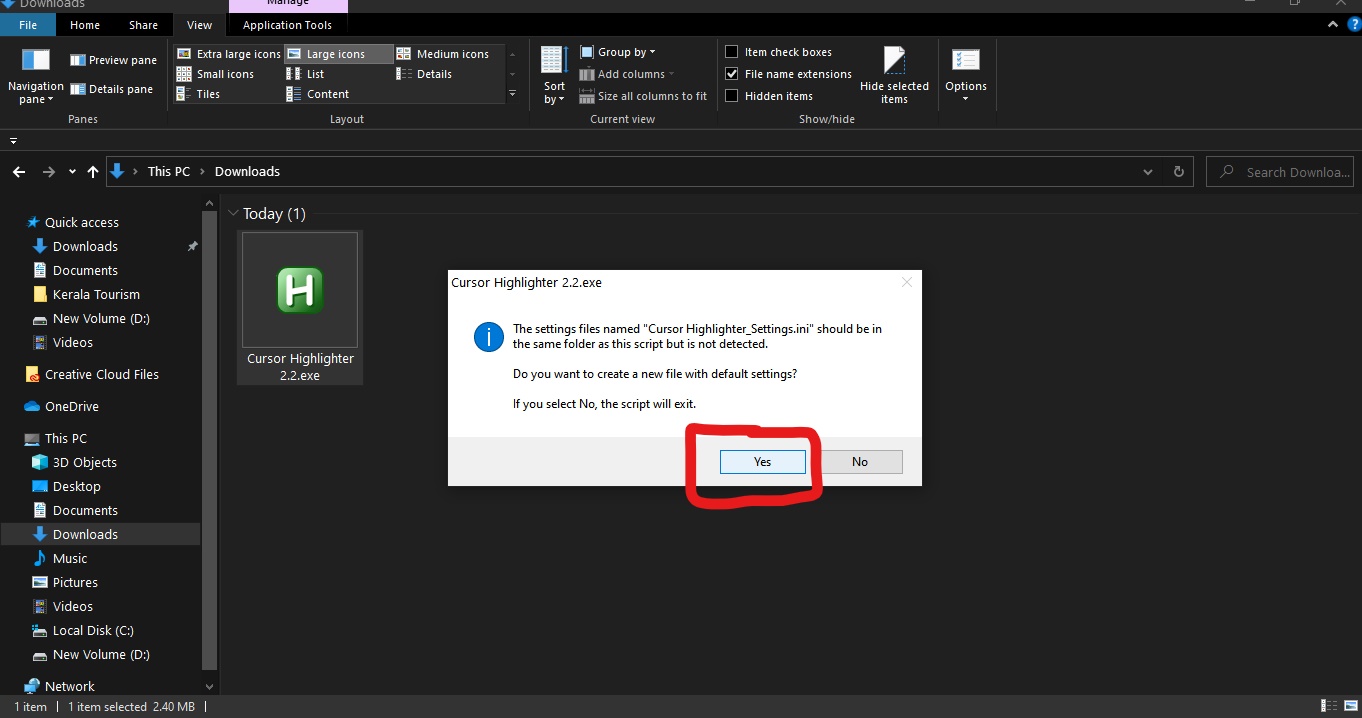 Downloads
Manage
File
Home
Share
View
Application Tools
Navigation
pane
Preview pane
Details pane
Panes
Extra large icons
Large icons
Medium icons
Small icons
List
Details
Tiles
Content
Layout
Sort
by
Group by
Add columns
Size all columns to fit
Current view
Item check boxes
File name extensions
Hidden items
Hide selected
items
Show/hide
Options
This PC > Downloads
Search Downloa...
Quick access
Downloads
Documents
Kerala Tourism
New Volume (D:)
Videos
Creative Cloud Files
OneDrive
This PC
3D Objects
Desktop
Documents
Downloads
Music
Pictures
Videos
Local Disk (C:)
New Volume (D:)
Network
Today (1)
H
Cursor Highlighter
2.2.exe
Cursor Highlighter 2.2.exe
The settings files named "Cursor Highlighter_Settings.ini" should be in
the same folder as this script but is not detected.
Do you want to create a new file with default settings?
If you select No, the script will exit.
Yes
No
1 item
1 item selected 2.40 MB